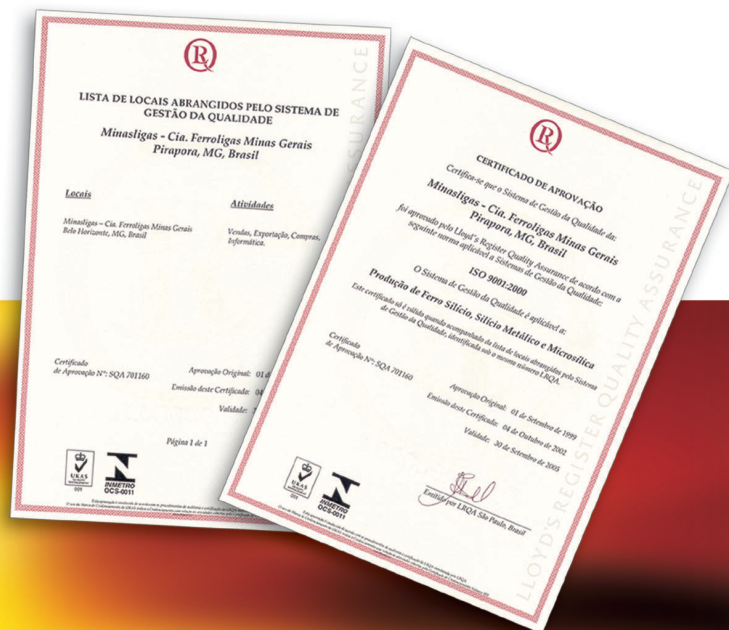 LISTA DE LOCAIS ABRANGIDOS PELO SISTEMA DE
GESTÃO DA QUALIDADE
Minasligas - Cia. Ferroligas Minas Gerais
Pirapora, MG, Brasil
Locais
Atividades
Minasligas – Cia. Ferroligas Minas Gerais
Belo Horizonte, MG, Brasil
Vendas, Exportação, Compras,
Informática.
Certificado
de Aprovação Nº: SQA 701160
Aprovação Original: 01
Emissão deste Certificado: 04
Validade:
Página 1 de 1
UKAS
001
INMETRO
OCS-0011
CERTIFICADO DE APROVAÇÃO
Certifica-se que o Sistema de Gestão da Qualidade da:
Minasligas - Cia. Ferroligas Minas Gerais
Pirapora, MG, Brasil
foi aprovado pelo Lloyd's Register Quality Assurance de acordo com a
seguinte norma aplicável a Sistemas de Gestão da Qualidade:
ISO 9001:2000
O Sistema de Gestão da Qualidade é aplicável a:
Produção de Ferro Silício, Silício Metálico e Microsílica
Este certificado só é válido quando acompanhado da lista de locais abrangidos pelo Sistema
de Gestão da Qualidade, identificada sob o mesmo número LRQA.
Certificado
de Aprovação Nº: SQA 701160
Aprovação Original: 01 de Setembro de 1999
Emissão deste Certificado: 04 de Outubro de 2002
Validade: 30 de Setembro de 2005
Emitido por LRQA São Paulo, Brasil
UKAS
001
INMETRO
OCS-0011
LLOYD'S REGISTER QUALITY ASSURANCE